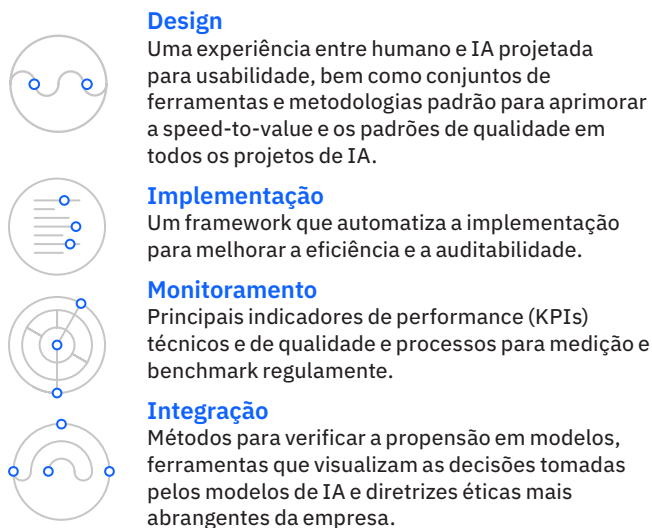 Design
Uma experiência entre humano e IA projetada
para usabilidade, bem como conjuntos de
ferramentas e metodologias padrão para aprimorar
a speed-to-value e os padrões de qualidade em
todos os projetos de IA.
Implementação
Um framework que automatiza a implementação
para melhorar a eficiência e a auditabilidade.
Monitoramento
Principais indicadores de performance (KPIs)
técnicos e de qualidade e processos para medição e
benchmark regulamente.
Integração
Métodos para verificar a propensão em modelos,
ferramentas que visualizam as decisões tomadas
pelos modelos de IA e diretrizes éticas mais
abrangentes da empresa.